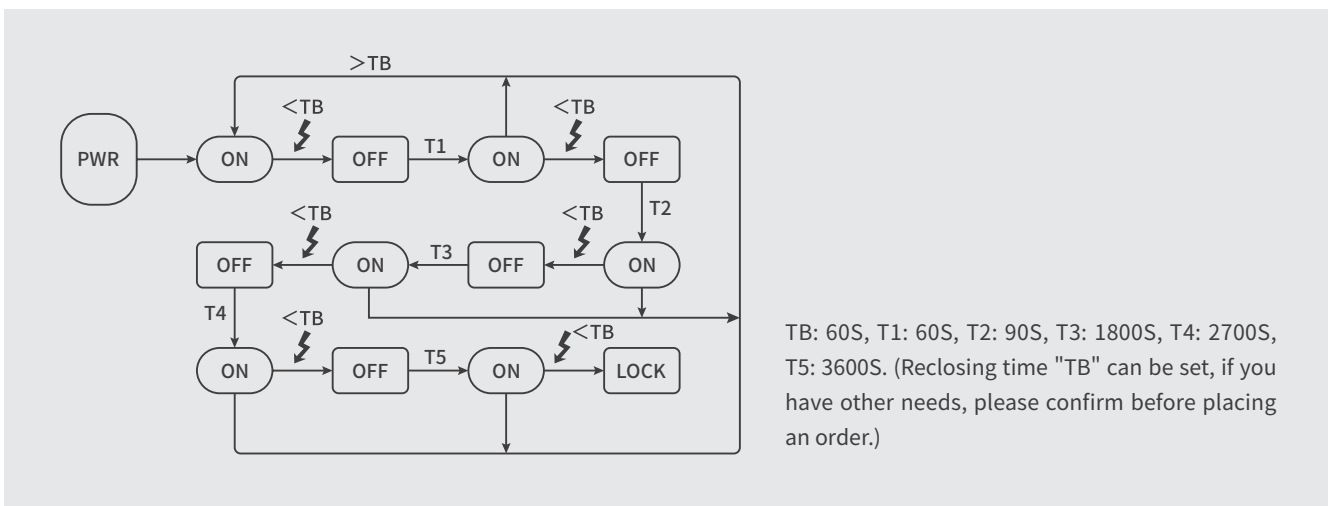 ＞TB
＜TB
＜TB
PWR
ON
OFF
T1
ON
OFF
T2
＜TB
＜TB
OFF
ON
T3
OFF
ON
T4
＜TB
＜TB
ON
OFF
T5
ON
LOCK
TB: 60S, T1: 60S, T2: 90S, T3: 1800S, T4: 2700S,
T5: 3600S. (Reclosing time "TB" can be set, if you
have other needs, please confirm before placing
an order.)